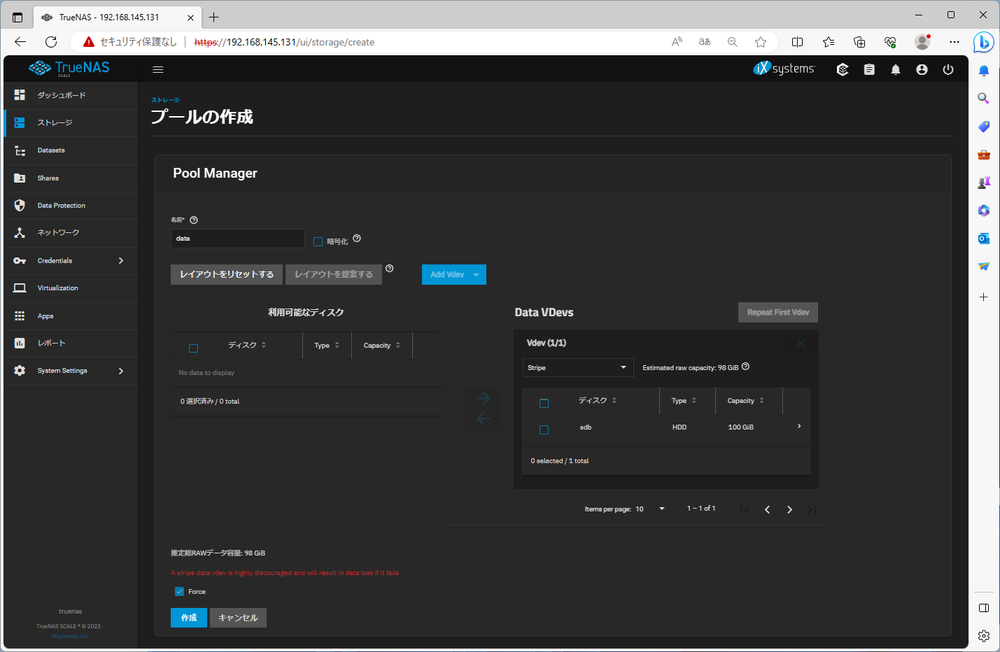 TrueNAS - 192.168.145.131
セキュリティ保護なし
https://192.168.145.131/ui/storage/create
TrueNAS
SCALE
iXsystems
ダッシュボード
ストレージ
Datasets
Shares
Data Protection
ネットワーク
Credentials
Virtualization
Apps
レポート
System Settings
truenas
TrueNAS SCALE ® © 2023 -
iXsystems, Inc
ストレージ
プールの作成
Pool Manager
名前*
data
暗号化
レイアウトをリセットする
レイアウトを提案する
Add Vdev
利用可能なディスク
ディスク
Type
Capacity
No data to display
0 選択済み / 0 total
Data VDevs
Repeat First Vdev
Vdev (1/1)
Stripe
Estimated raw capacity: 98 GiB
ディスク
Type
Capacity
sdb
HDD
100 GiB
0 selected / 1 total
Items per page: 10
1 – 1 of 1
推定総RAWデータ容量: 98 GiB
A stripe data vdev is highly discouraged and will result in data loss if it fails
Force
作成
キャンセル